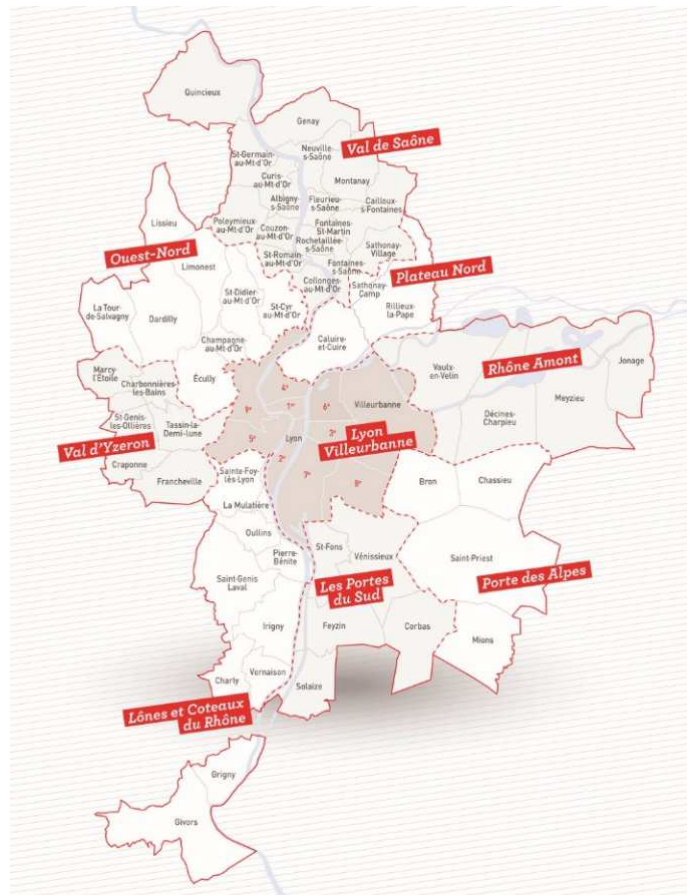 Quincieux
Genay
Neuville
s-Saône
Val de Saône
St-Germain
au-Mt-d'Or
Curis
au-Mt-d'Or
Montanay
Albigny
s-Saône
Fleurieu
s-Saône
Cailloux
s-Fontaines
Lissieu
Poleymieux
au-Mt-d'Or
Couzon
au-Mt-d'Or
Fontaines
St-Martin
Rochetaillée
s-Saône
Ouest-Nord
Limonest
St-Romain
au-Mt-d'Or
Fontaines
s-Saône
Sathonay
Village
Plateau Nord
St-Didier
au-Mt-d'Or
Collonges
au-Mt-d'Or
Sathonay
Camp
Rillieux
la-Pape
La Tour
de-Salvagny
Dardilly
St-Cyr
au-Mt-d'Or
Champagne
au-Mt-d'Or
Caluire
et-Cuire
Marcy
l'Étoile
Charbonnières
les-Bains
Écully
Vaulx
en-Velin
Rhône Amont
Jonage
Meyzieu
4e
9e
1er
6e
Villeurbanne
St-Genis
les-Ollières
Tassin-la
Demi-lune
Décines
Charpieu
Val d'Yzeron
5e
Lyon
3e
Lyon
Villeurbanne
Craponne
Francheville
2e
7e
8e
Sainte-Foy
lès-Lyon
Bron
Chassieu
La Mulatière
Oullins
Pierre
Bénite
St-Fons
Vénissieux
Saint-Priest
Saint-Genis
Laval
Les Portes
du Sud
Porte des Alpes
Irigny
Feyzin
Corbas
Mions
Charly
Vernaison
Solaize
Lônes et Coteaux
du Rhône
Grigny
Givors